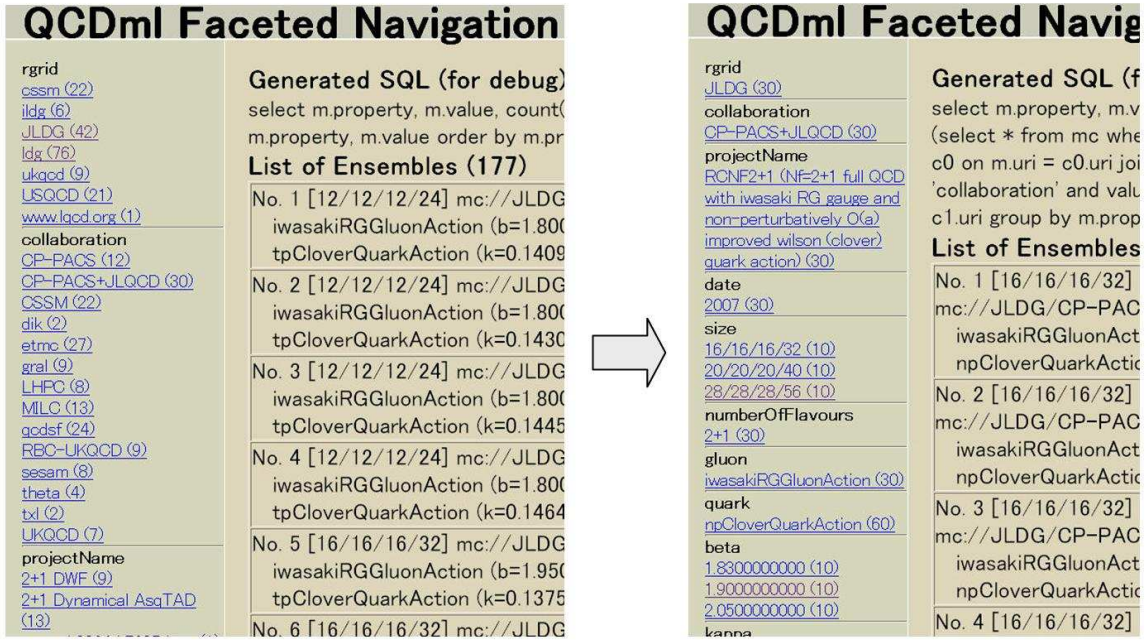 QCDml Faceted Navigation
rgrid
cssm (22)
ildg (6)
JLDG (42)
ldg (76)
ukqcd (9)
USQCD (21)
www.lqcd.org (1)
collaboration
CP-PACS (12)
CP-PACS+JLQCD (30)
CSSM (22)
dik (2)
etmc (27)
gral (9)
LHPC (8)
MILC (13)
qcdsf (24)
RBC-UKQCD (9)
sesam (8)
theta (4)
txl (2)
UKQCD (7)
projectName
2+1 DWF (9)
2+1 Dynamical AsqTAD
(13)
Generated SQL (for debug)
select m.property, m.value, count(
m.property, m.value order by m.pr
List of Ensembles (177)
No. 1 [12/12/12/24] mc://JLDG
iwasakiRGGluonAction (b=1.800
tpCloverQuarkAction (k=0.1409
No. 2 [12/12/12/24] mc://JLDG
iwasakiRGGluonAction (b=1.800
tpCloverQuarkAction (k=0.1430
No. 3 [12/12/12/24] mc://JLDG
iwasakiRGGluonAction (b=1.800
tpCloverQuarkAction (k=0.1445
No. 4 [12/12/12/24] mc://JLDG
iwasakiRGGluonAction (b=1.800
tpCloverQuarkAction (k=0.1464
No. 5 [16/16/16/32] mc://JLDG
iwasakiRGGluonAction (b=1.950
tpCloverQuarkAction (k=0.1375
No. 6 [16/16/16/32] mc://JLDG
QCDml Faceted Navig
rgrid
JLDG (30)
collaboration
CP-PACS+JLQCD (30)
projectName
RCNF2+1 (Nf=2+1 full QCD
with iwasaki RG gauge and
non-perturbatively O(a)
improved wilson (clover)
quark action) (30)
date
2007 (30)
size
16/16/16/32 (10)
20/20/20/40 (10)
28/28/28/56 (10)
numberOfFlavours
2+1 (30)
gluon
iwasakiRGGluonAction (30)
quark
npCloverQuarkAction (60)
beta
1.8300000000 (10)
1.9000000000 (10)
2.0500000000 (10)
kappa
Generated SQL (f
select m.property, m.v
(select * from mc whe
c0 on m.uri = c0.uri joi
'collaboration' and valu
c1.uri group by m.prop
List of Ensembles
No. 1 [16/16/16/32]
mc://JLDG/CP-PAC
iwasakiRGGluonAct
npCloverQuarkActic
No. 2 [16/16/16/32]
mc://JLDG/CP-PAC
iwasakiRGGluonAct
npCloverQuarkActic
No. 3 [16/16/16/32]
mc://JLDG/CP-PAC
iwasakiRGGluonAct
npCloverQuarkActic
No. 4 [16/16/16/32]